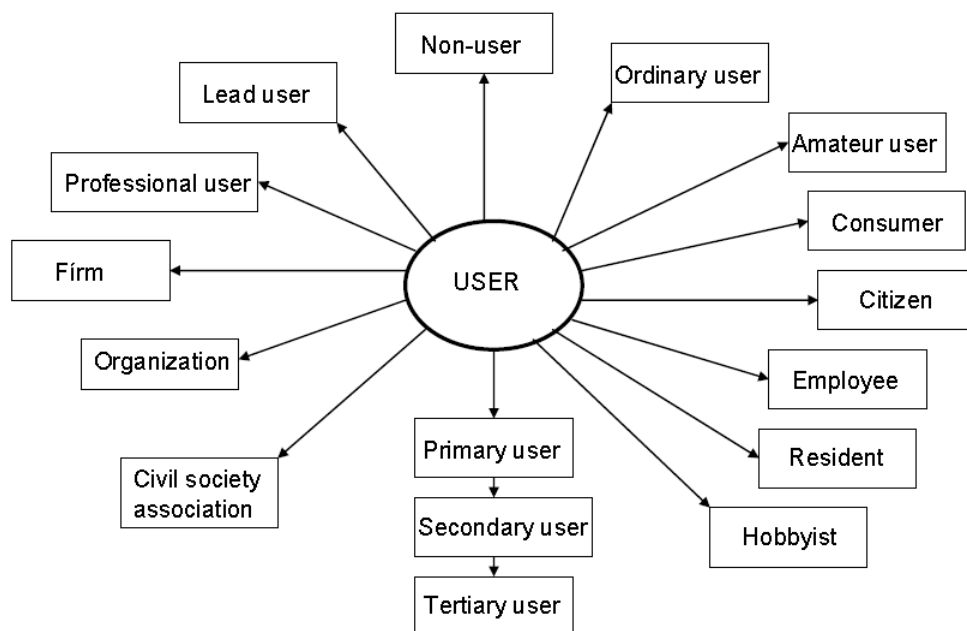 Non-user
Ordinary user
Lead user
Amateur user
Professional user
Consumer
Fírm
USER
Citizen
Organization
Employee
Primary user
Resident
Civil society
association
Secondary user
Hobbyist
Tertiary user